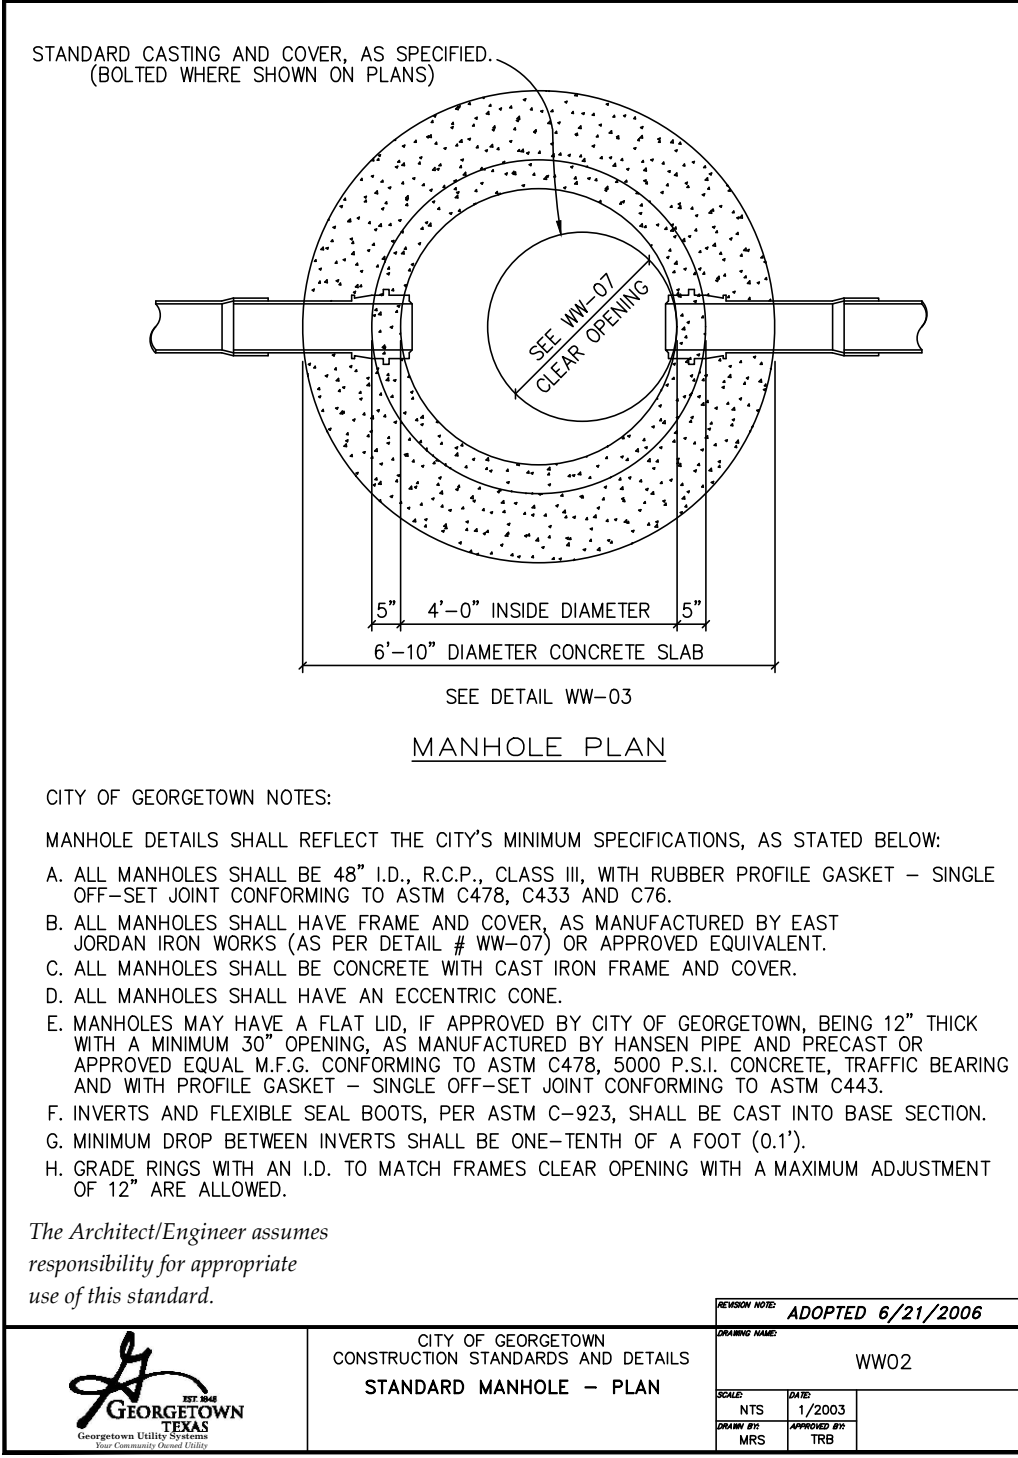 STANDARD CASTING AND COVER, AS SPECIFIED.
(BOLTED WHERE SHOWN ON PLANS)
SEE WW-07
CLEAR OPENING
5" 4'-0" INSIDE DIAMETER 5"
6'-10" DIAMETER CONCRETE SLAB
SEE DETAIL WW-03
MANHOLE PLAN
CITY OF GEORGETOWN NOTES:
MANHOLE DETAILS SHALL REFLECT THE CITY'S MINIMUM SPECIFICATIONS, AS STATED BELOW:
A. ALL MANHOLES SHALL BE 48" I.D., R.C.P., CLASS III, WITH RUBBER PROFILE GASKET – SINGLE
OFF-SET JOINT CONFORMING TO ASTM C478, C433 AND C76.
B. ALL MANHOLES SHALL HAVE FRAME AND COVER, AS MANUFACTURED BY EAST
JORDAN IRON WORKS (AS PER DETAIL # WW-07) OR APPROVED EQUIVALENT.
C. ALL MANHOLES SHALL BE CONCRETE WITH CAST IRON FRAME AND COVER.
D. ALL MANHOLES SHALL HAVE AN ECCENTRIC CONE.
E. MANHOLES MAY HAVE A FLAT LID, IF APPROVED BY CITY OF GEORGETOWN, BEING 12" THICK
WITH A MINIMUM 30" OPENING, AS MANUFACTURED BY HANSEN PIPE AND PRECAST OR
APPROVED EQUAL M.F.G. CONFORMING TO ASTM C478, 5000 P.S.I. CONCRETE, TRAFFIC BEARING
AND WITH PROFILE GASKET – SINGLE OFF-SET JOINT CONFORMING TO ASTM C443.
F. INVERTS AND FLEXIBLE SEAL BOOTS, PER ASTM C-923, SHALL BE CAST INTO BASE SECTION.
G. MINIMUM DROP BETWEEN INVERTS SHALL BE ONE-TENTH OF A FOOT (0.1').
H. GRADE RINGS WITH AN I.D. TO MATCH FRAMES CLEAR OPENING WITH A MAXIMUM ADJUSTMENT
OF 12" ARE ALLOWED.
The Architect/Engineer assumes
responsibility for appropriate
use of this standard.
REVISION NOTE: ADOPTED 6/21/2006
EST. 1848
GEORGETOWN
TEXAS
Georgetown Utility Systems
Your Community Owned Utility
CITY OF GEORGETOWN
CONSTRUCTION STANDARDS AND DETAILS
STANDARD MANHOLE – PLAN
DRAWING NAME:
WW02
SCALE: DATE:
NTS 1/2003
DRAWN BY: APPROVED BY:
MRS TRB